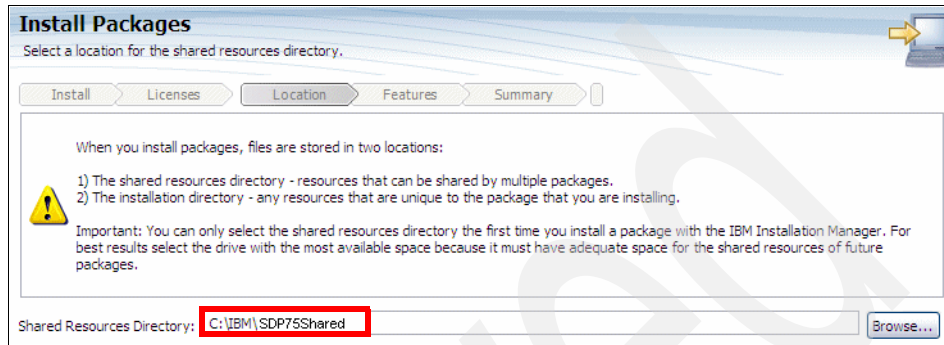 Install Packages
Select a location for the shared resources directory.
Install Licenses Location Features Summary
When you install packages, files are stored in two locations:
1) The shared resources directory - resources that can be shared by multiple packages.
2) The installation directory - any resources that are unique to the package that you are installing.
Important: You can only select the shared resources directory the first time you install a package with the IBM Installation Manager. For
best results select the drive with the most available space because it must have adequate space for the shared resources of future
packages.
Shared Resources Directory: C:\IBM\SDP75Shared Browse...